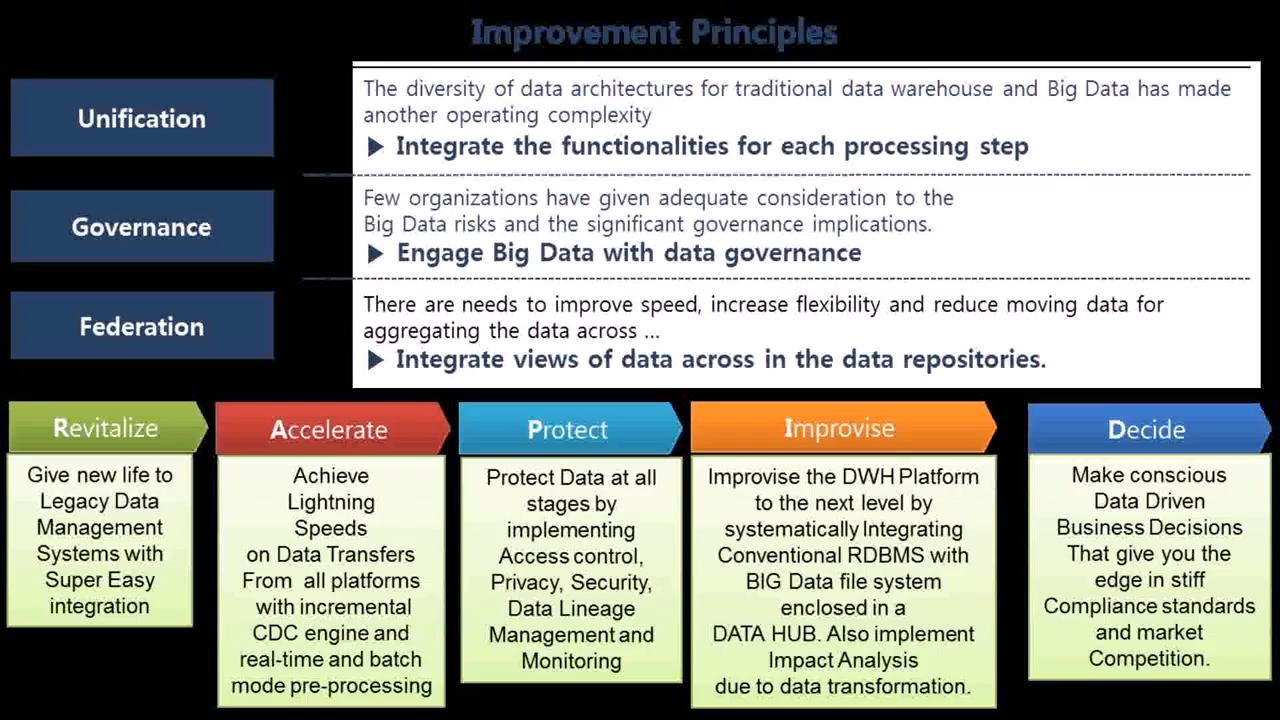 Improvement Principles
Unification
The diversity of data architectures for traditional data warehouse and Big Data has made
another operating complexity
▶ Integrate the functionalities for each processing step
Governance
Few organizations have given adequate consideration to the
Big Data risks and the significant governance implications.
▶ Engage Big Data with data governance
Federation
There are needs to improve speed, increase flexibility and reduce moving data for
aggregating the data across ...
▶ Integrate views of data across in the data repositories.
Revitalize
Give new life to
Legacy Data
Management
Systems with
Super Easy
integration
Accelerate
Achieve
Lightning
Speeds
on Data Transfers
From all platforms
with incremental
CDC engine and
real-time and batch
mode pre-processing
Protect
Protect Data at all
stages by
implementing
Access control,
Privacy, Security,
Data Lineage
Management and
Monitoring
Improvise
Improvise the DWH Platform
to the next level by
systematically Integrating
Conventional RDBMS with
BIG Data file system
enclosed in a
DATA HUB. Also implement
Impact Analysis
due to data transformation.
Decide
Make conscious
Data Driven
Business Decisions
That give you the
edge in stiff
Compliance standards
and market
Competition.